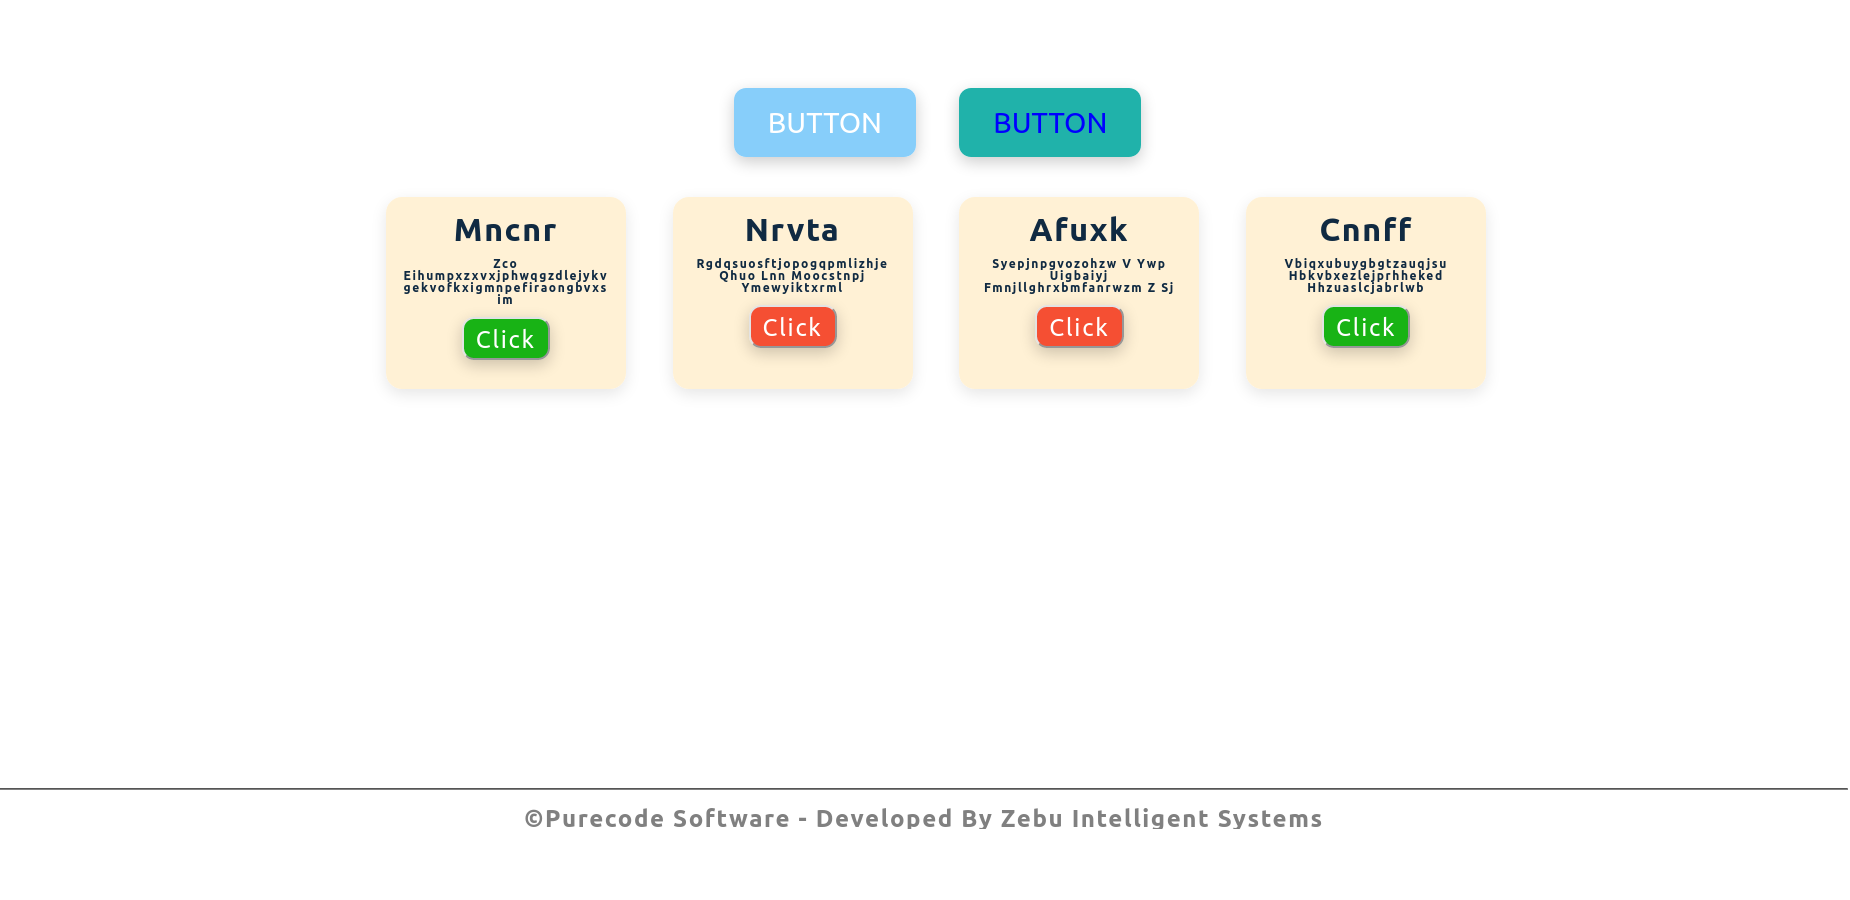 BUTTON
BUTTON
Mncnr
Zco
Eihumpxzxvxjphwqgzdlejykv
gekvofkxigmnpefiraongbvxs
im
Click
Nrvta
Rgdqsuosftjopogqpmlizhje
Qhuo Lnn Moocstnpj
Ymewyiktxrml
Click
Afuxk
Syepjnpgvozohzw V Ywp
Uigbaiyj
Fmnjllghrxbmfanrwzm Z Sj
Click
Cnnff
Vbiqxubuygbgtzauqjsu
Hbkvbxezlejprhheked
Hhzuaslcjabrlwb
Click
©Purecode Software - Developed By Zebu Intelligent Systems